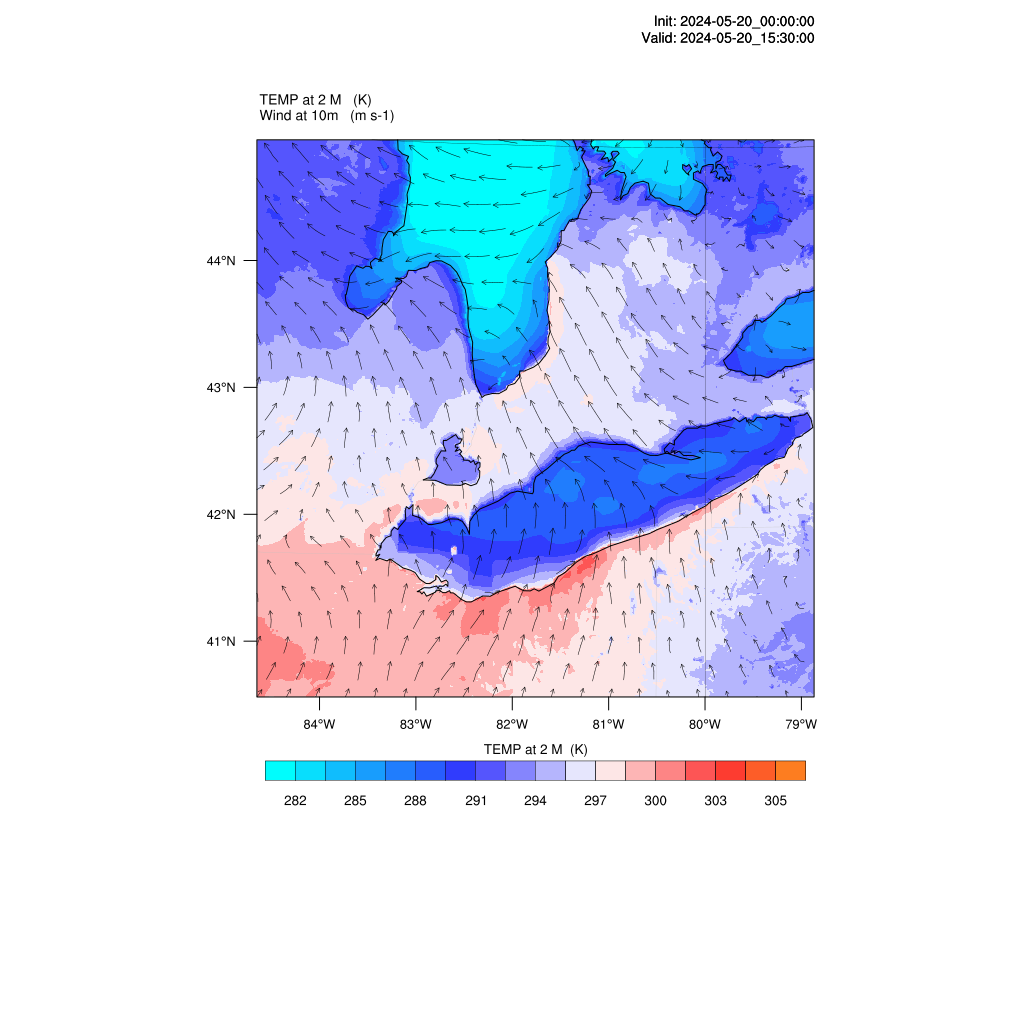 Init: 2024-05-20_00:00:00
Valid: 2024-05-20_15:30:00
TEMP at 2 M (K)
Wind at 10m (m s-1)
44°N
43°N
42°N
41°N
84°W 83°W 82°W 81°W 80°W 79°W
TEMP at 2 M (K)
282 285 288 291 294 297 300 303 305